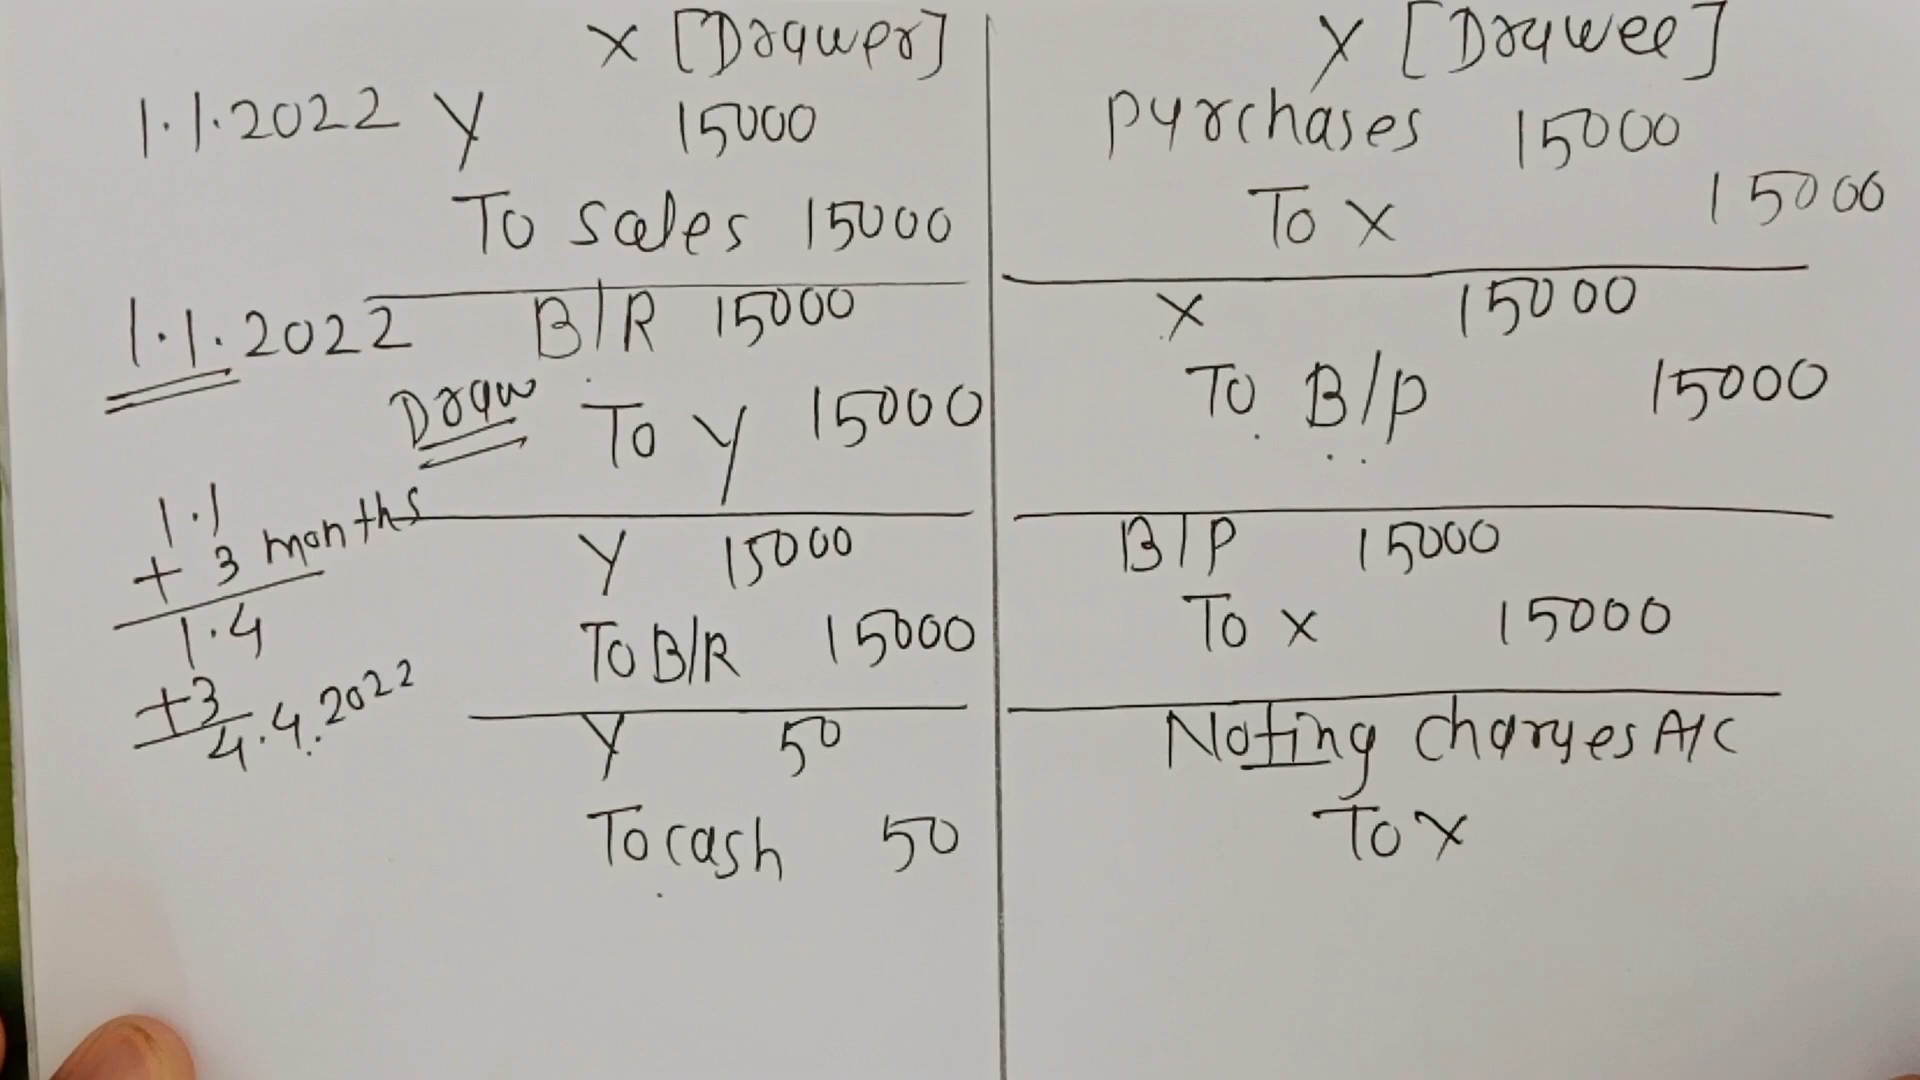 X [Drawer]
1.1.2022 Y 15000
To sales 15000
1.1.2022 B/R 15000
Draw To Y 15000
1.1
+ 3 months
1.4
+3
4.4.2022
Y 15000
To B/R 15000
Y 50
To cash 50
Y [Drawee]
purchases 15000
To X 15000
X 15000
To B/P 15000
B/P 15000
To X 15000
Noting charges A/C
To X